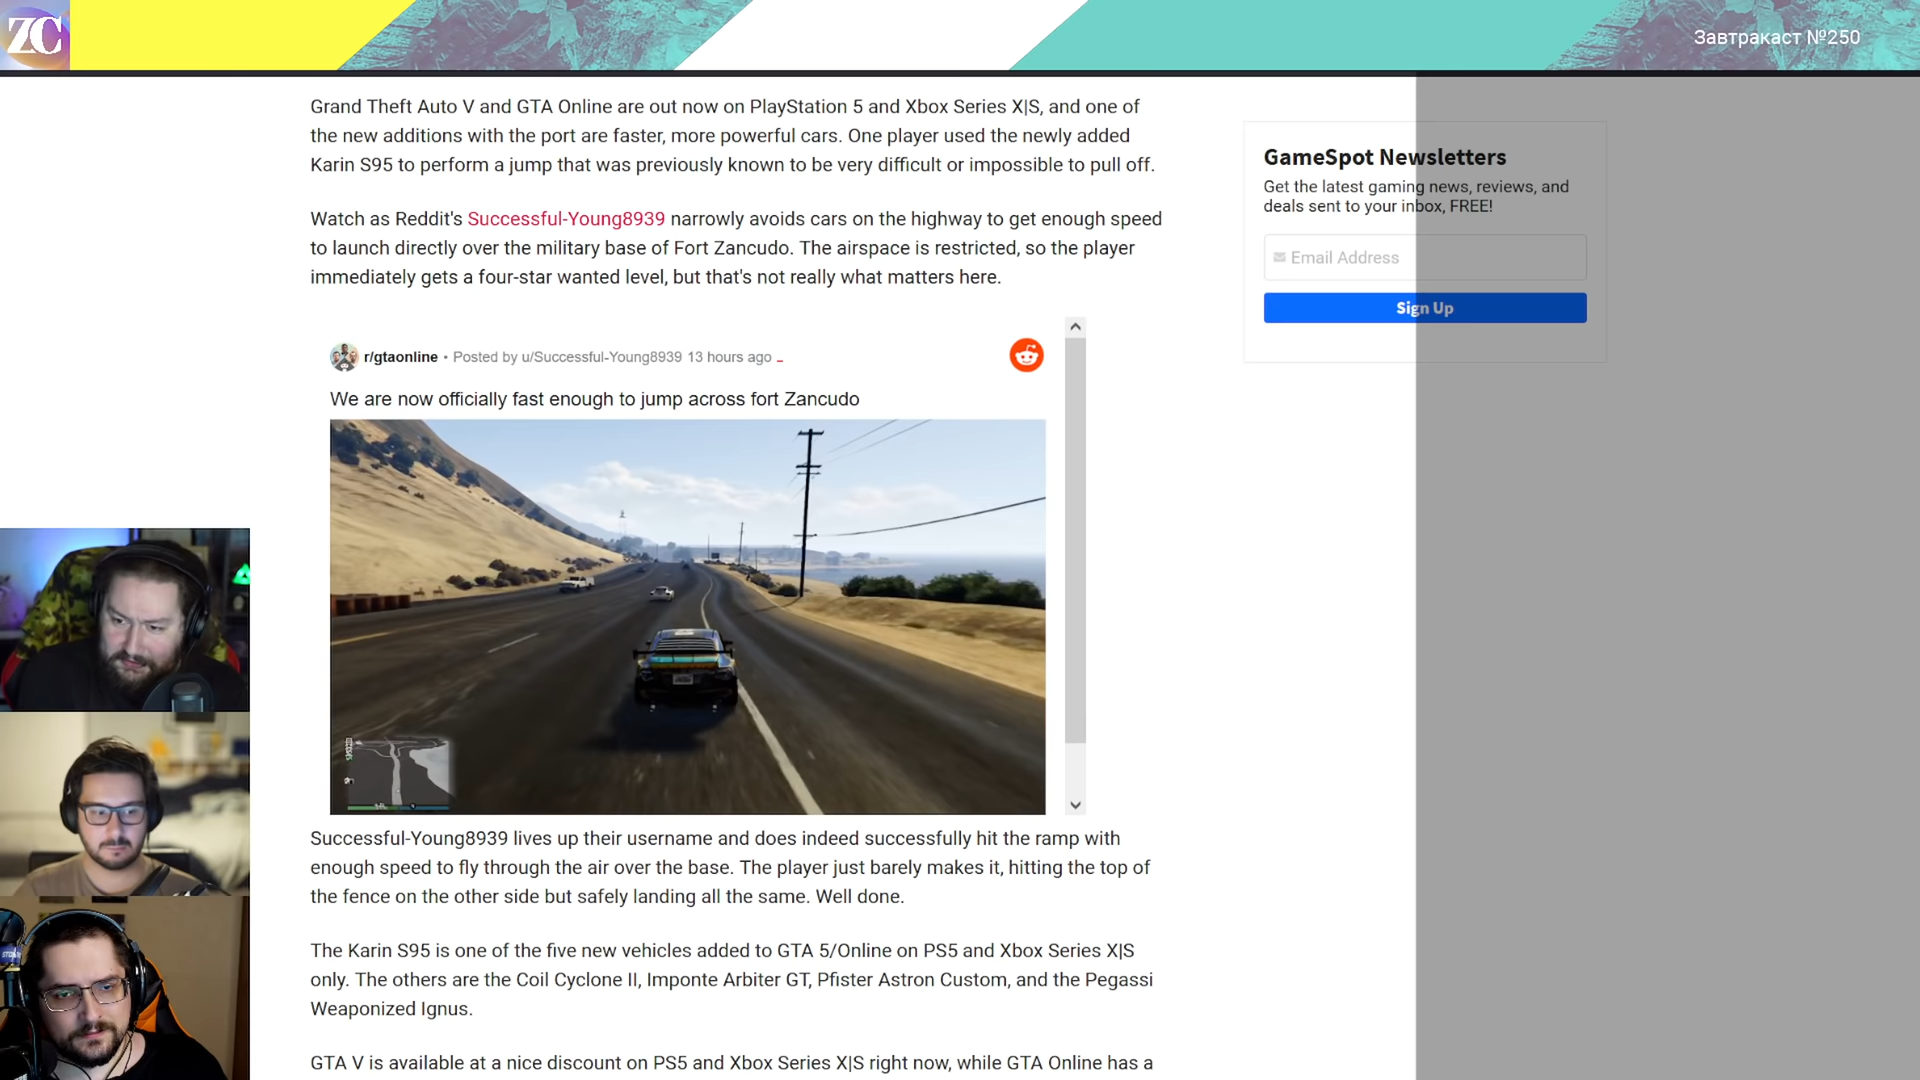 ZC
Завтракаст №250
Grand Theft Auto V and GTA Online are out now on PlayStation 5 and Xbox Series X|S, and one of
the new additions with the port are faster, more powerful cars. One player used the newly added
Karin S95 to perform a jump that was previously known to be very difficult or impossible to pull off.
Watch as Reddit's Successful-Young8939 narrowly avoids cars on the highway to get enough speed
to launch directly over the military base of Fort Zancudo. The airspace is restricted, so the player
immediately gets a four-star wanted level, but that's not really what matters here.
GameSpot Newsletters
Get the latest gaming news, reviews, and
deals sent to your inbox, FREE!
Email Address
Sign Up
r/gtaonline • Posted by u/Successful-Young8939 13 hours ago
We are now officially fast enough to jump across fort Zancudo
Successful-Young8939 lives up their username and does indeed successfully hit the ramp with
enough speed to fly through the air over the base. The player just barely makes it, hitting the top of
the fence on the other side but safely landing all the same. Well done.
The Karin S95 is one of the five new vehicles added to GTA 5/Online on PS5 and Xbox Series X|S
only. The others are the Coil Cyclone II, Imponte Arbiter GT, Pfister Astron Custom, and the Pegassi
Weaponized Ignus.
GTA V is available at a nice discount on PS5 and Xbox Series X|S right now, while GTA Online has a